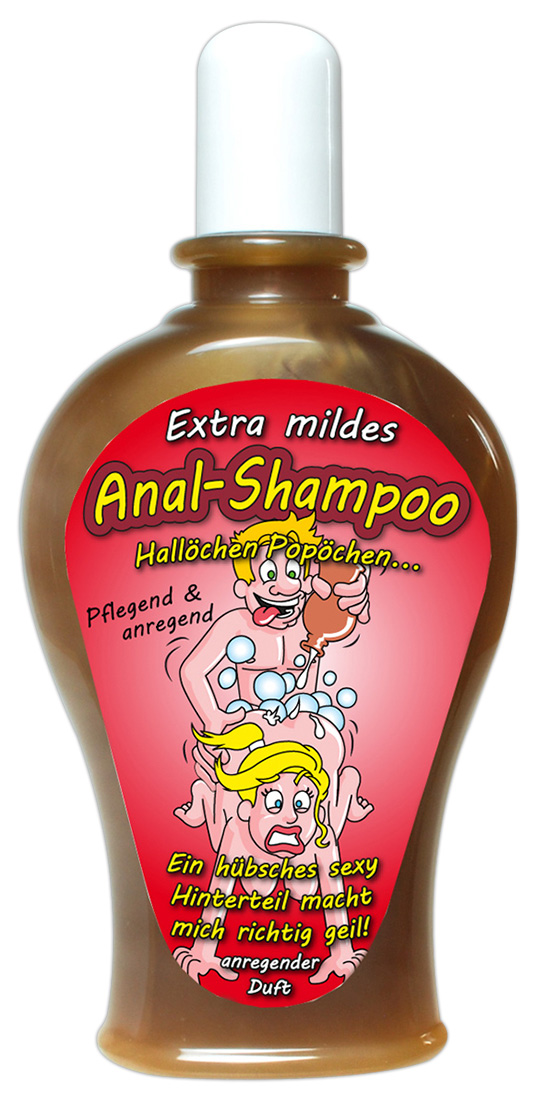 Extra mildes
Anal-Shampoo
Hallöchen Popöchen...
Pflegend &
anregend
Ein hübsches sexy
Hinterteil macht
mich richtig geil!
anregender
Duft